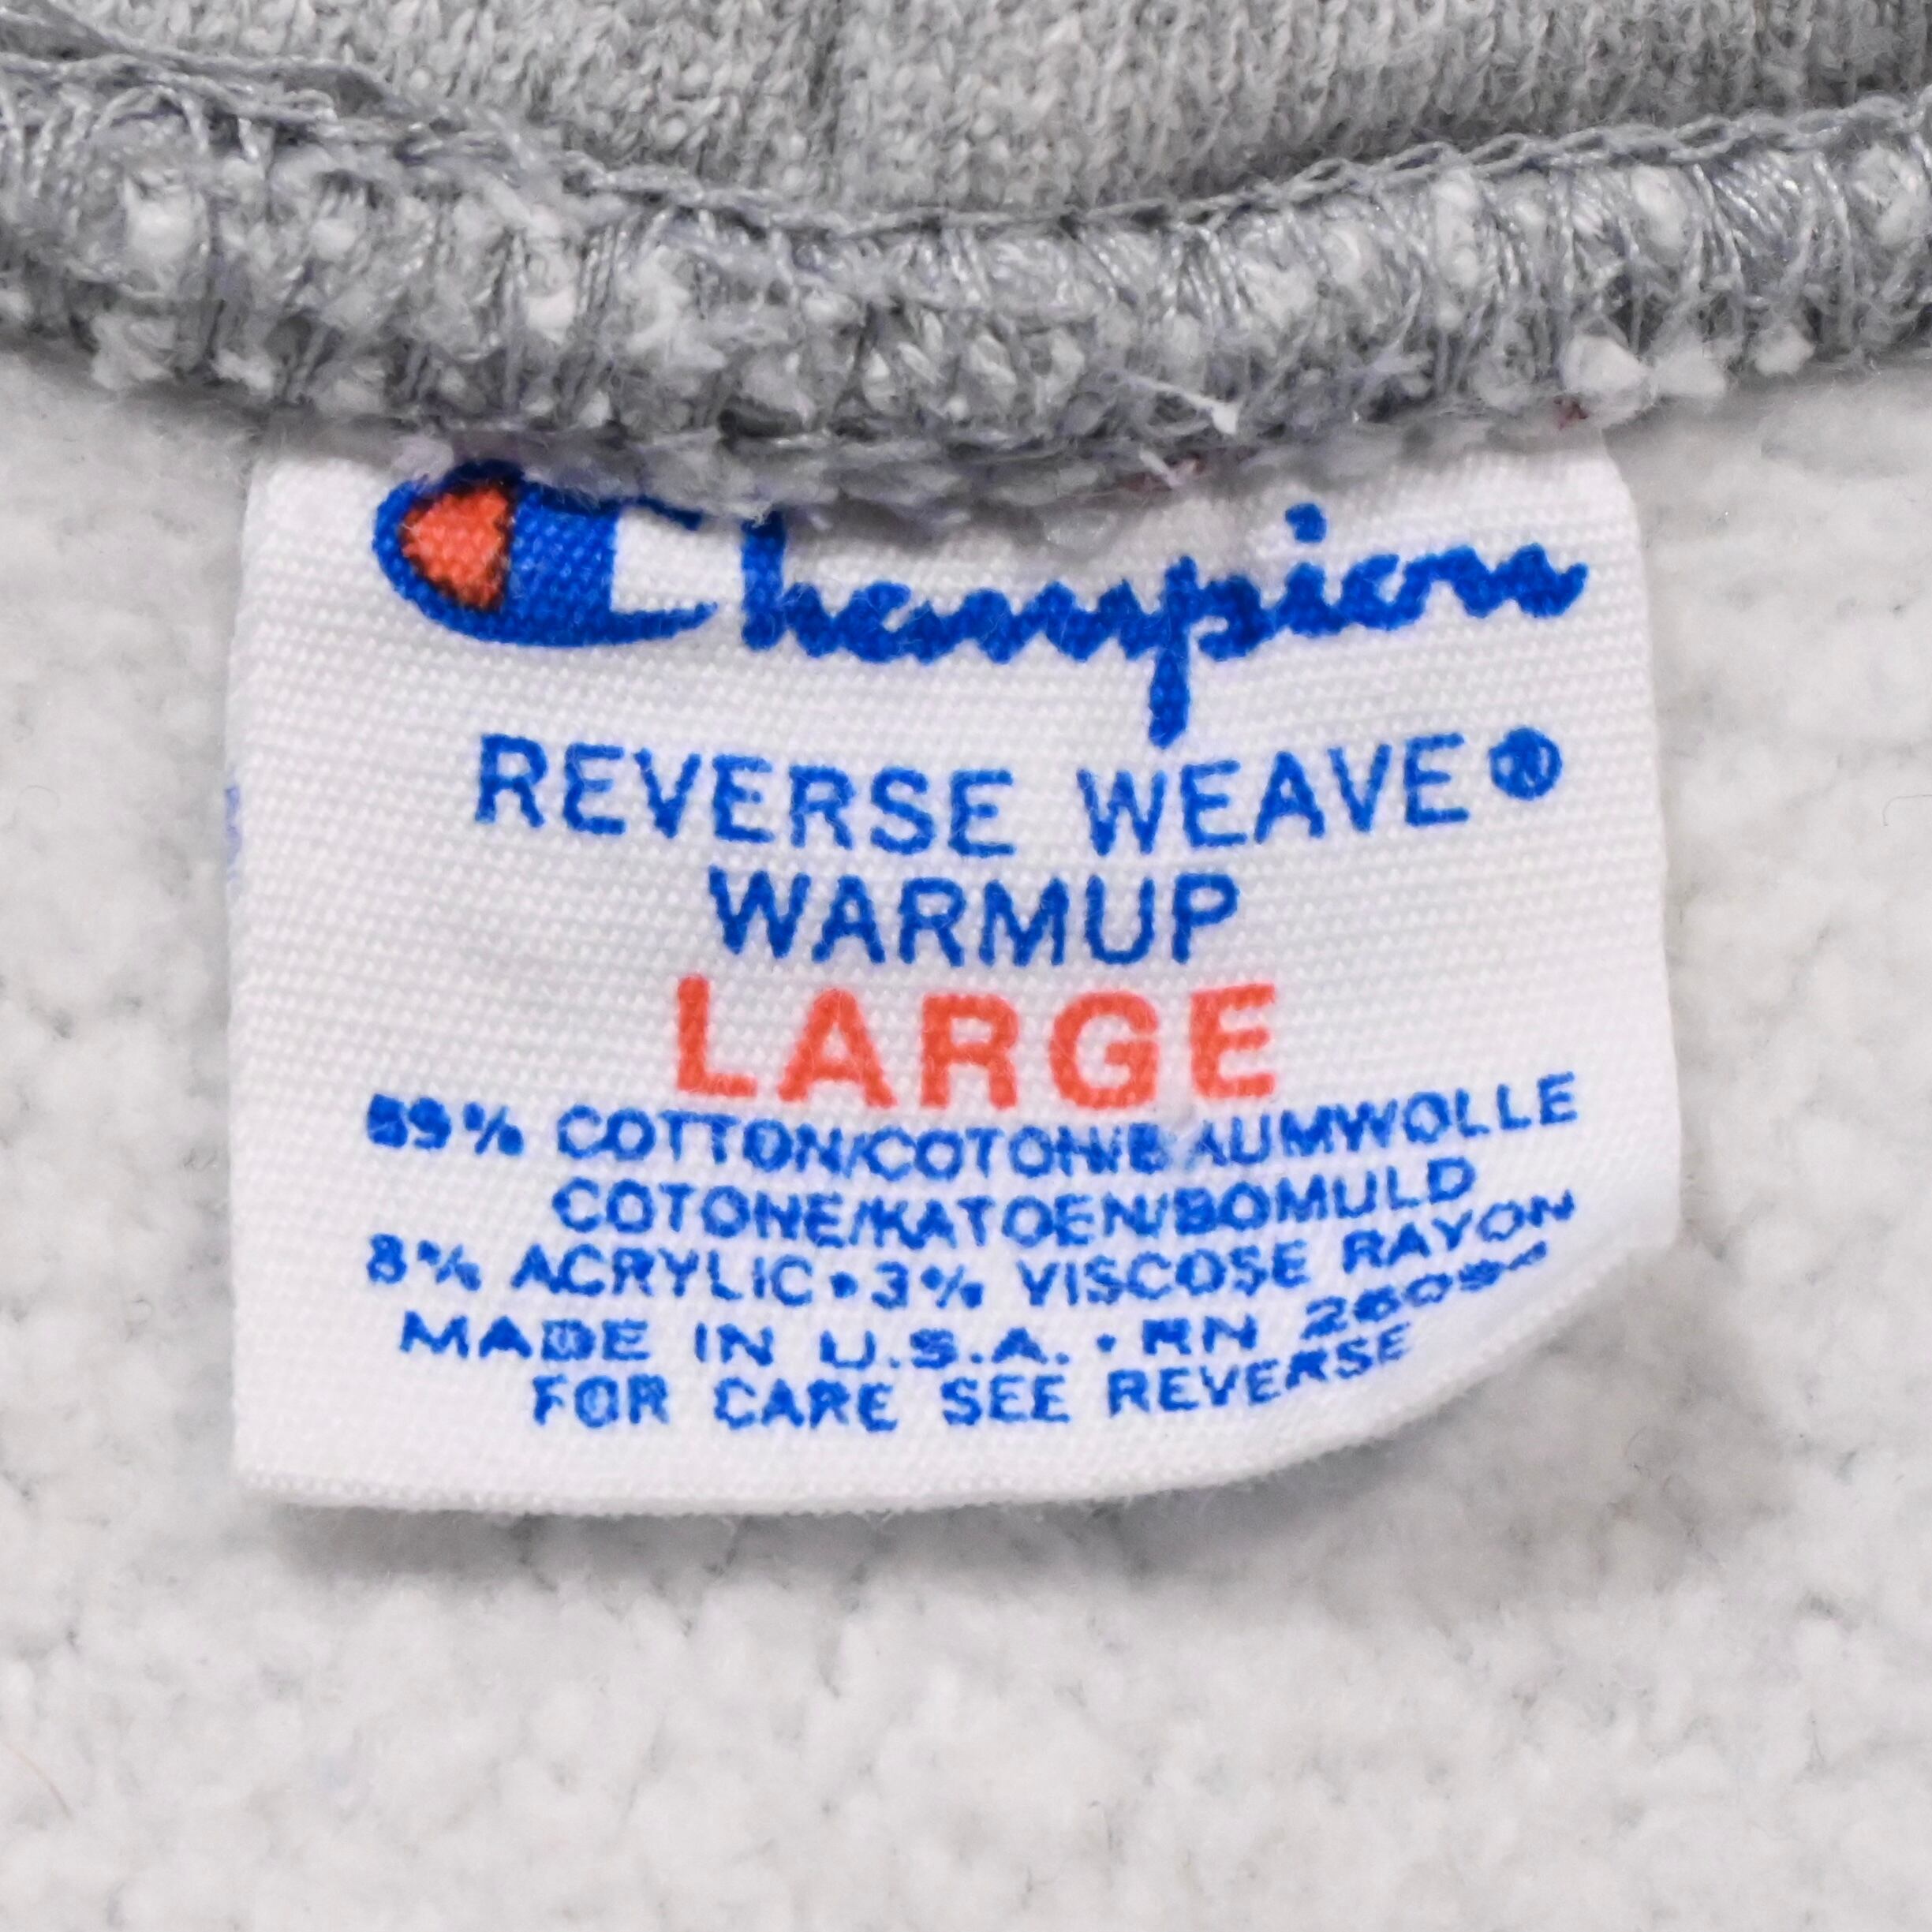 Champion
REVERSE WEAVE®
WARMUP
LARGE
89% COTTON/COTON/BAUMWOLLE
COTONE/KATOEN/BOMULD
8% ACRYLIC•3% VISCOSE RAYON
MADE IN U.S.A. • RN 26094
FOR CARE SEE REVERSE